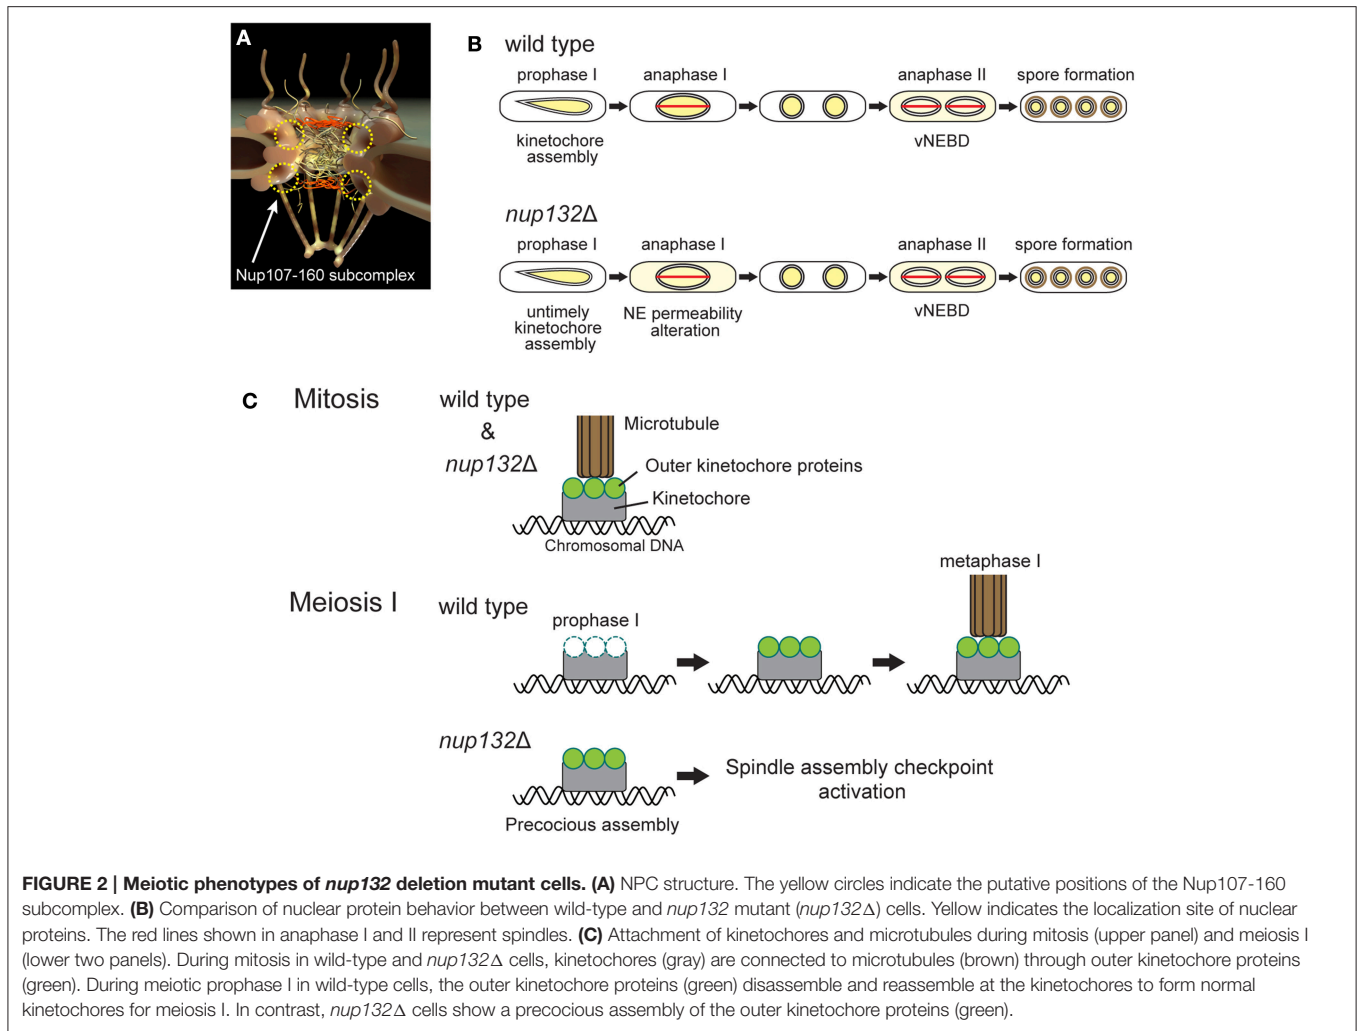 A
Nup107-160 subcomplex
B wild type
prophase I anaphase I anaphase II spore formation
kinetochore
assembly
vNEBD
nup132Δ
prophase I anaphase I anaphase II spore formation
untimely
kinetochore
assembly
NE permeability
alteration
vNEBD
C Mitosis wild type
&
nup132Δ
Microtubule
Outer kinetochore proteins
Kinetochore
Chromosomal DNA
Meiosis I wild type
prophase I
metaphase I
nup132Δ
Precocious assembly
Spindle assembly checkpoint
activation
FIGURE 2 | Meiotic phenotypes of nup132 deletion mutant cells. (A) NPC structure. The yellow circles indicate the putative positions of the Nup107-160
subcomplex. (B) Comparison of nuclear protein behavior between wild-type and nup132 mutant (nup132Δ) cells. Yellow indicates the localization site of nuclear
proteins. The red lines shown in anaphase I and II represent spindles. (C) Attachment of kinetochores and microtubules during mitosis (upper panel) and meiosis I
(lower two panels). During mitosis in wild-type and nup132Δ cells, kinetochores (gray) are connected to microtubules (brown) through outer kinetochore proteins
(green). During meiotic prophase I in wild-type cells, the outer kinetochore proteins (green) disassemble and reassemble at the kinetochores to form normal
kinetochores for meiosis I. In contrast, nup132Δ cells show a precocious assembly of the outer kinetochore proteins (green).